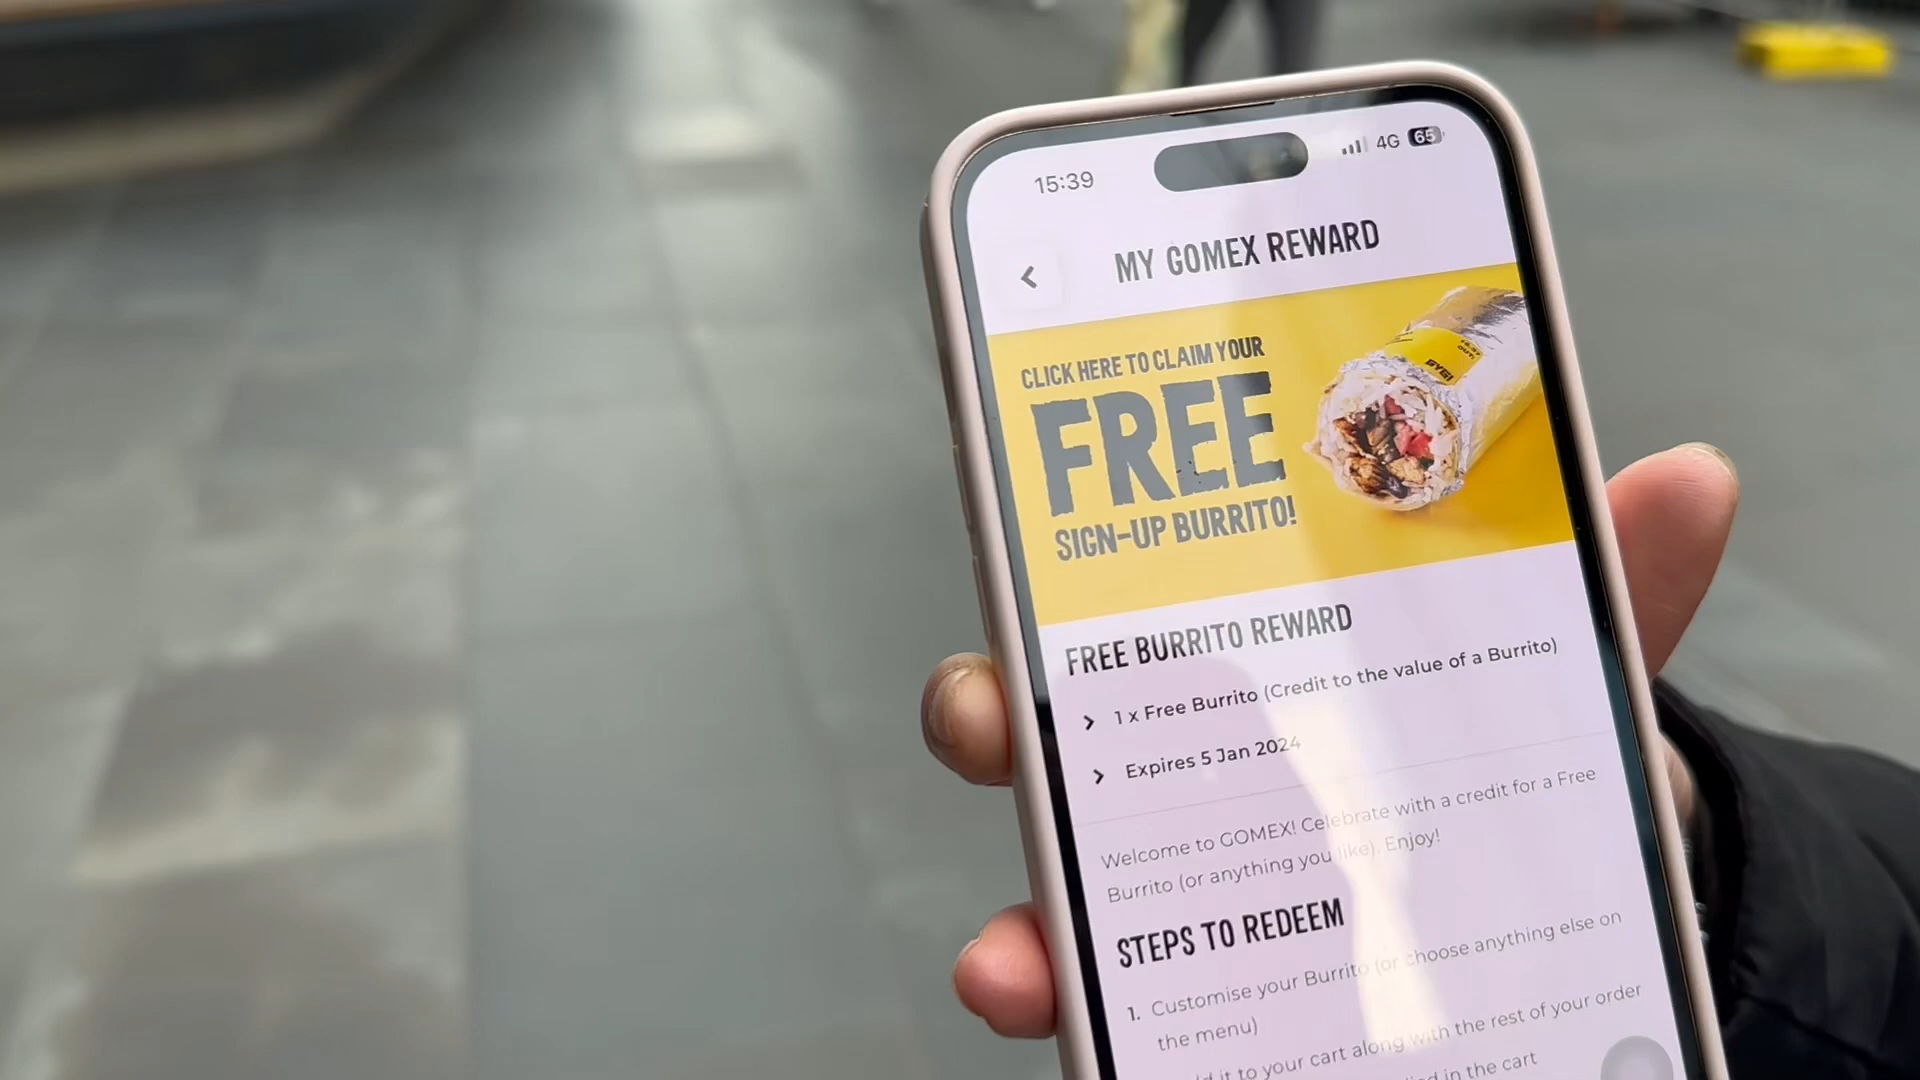 15:39
4G 65
MY GOMEX REWARD
CLICK HERE TO CLAIM YOUR
FREE
SIGN-UP BURRITO!
GYG!
FREE BURRITO REWARD
1 x Free Burrito (Credit to the value of a Burrito)
Expires 5 Jan 2024
Welcome to GOMEX! Celebrate with a credit for a Free
Burrito (or anything you like). Enjoy!
STEPS TO REDEEM
1. Customise your Burrito (or choose anything else on
the menu)
it to your cart along with the rest of your order
in the cart